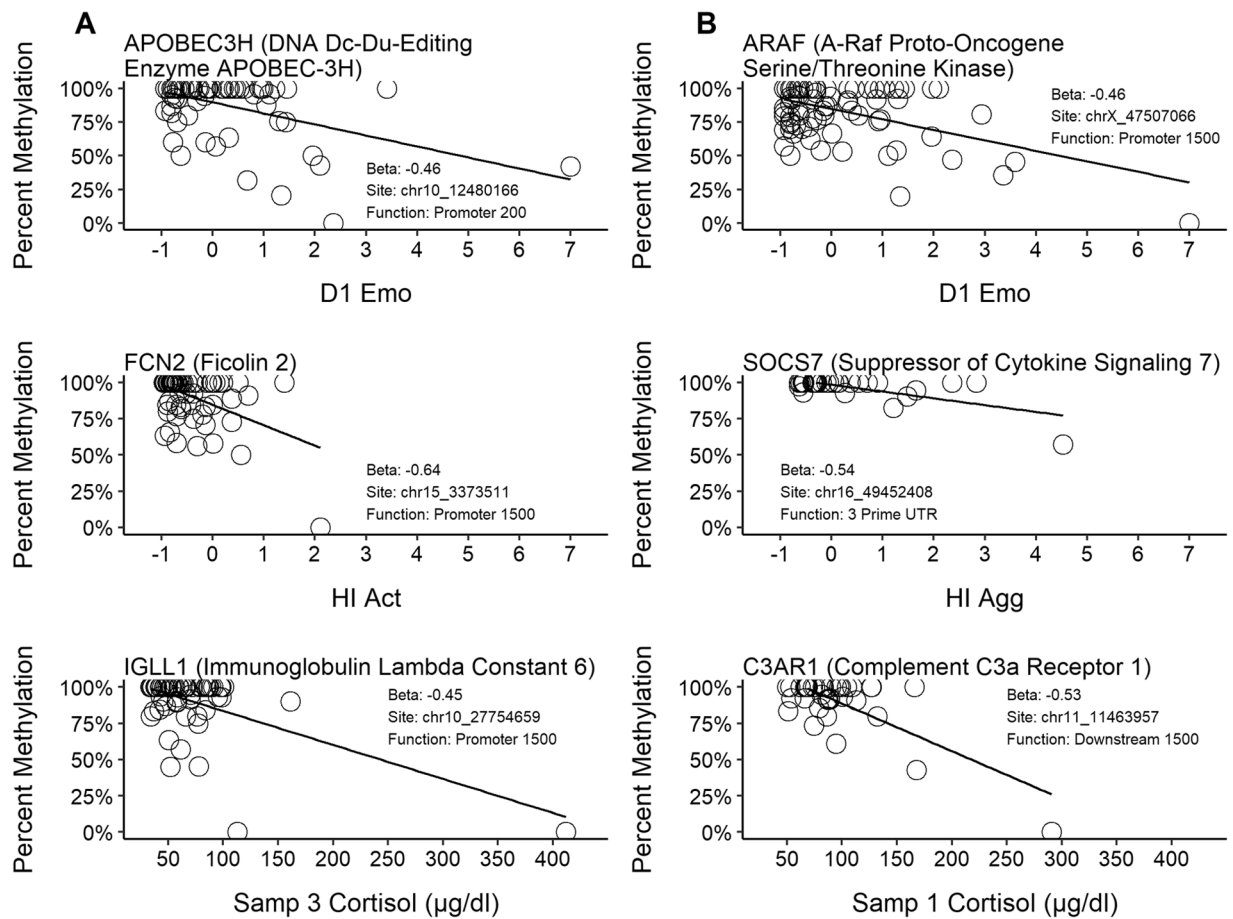 A
APOBEC3H (DNA Dc-Du-Editing
Enzyme APOBEC-3H)
Percent Methylation
100%
75%
50%
25%
0%
Beta: -0.46
Site: chr10_12480166
Function: Promoter 200
-1 0 1 2 3 4 5 6 7
D1 Emo
B
ARAF (A-Raf Proto-Oncogene
Serine/Threonine Kinase)
Percent Methylation
100%
75%
50%
25%
0%
Beta: -0.46
Site: chrX_47507066
Function: Promoter 1500
-1 0 1 2 3 4 5 6 7
D1 Emo
FCN2 (Ficolin 2)
Percent Methylation
100%
75%
50%
25%
0%
Beta: -0.64
Site: chr15_3373511
Function: Promoter 1500
-1 0 1 2 3 4 5 6 7
HI Act
SOCS7 (Suppressor of Cytokine Signaling 7)
Percent Methylation
100%
75%
50%
25%
0%
Beta: -0.54
Site: chr16_49452408
Function: 3 Prime UTR
-1 0 1 2 3 4 5 6 7
HI Agg
IGLL1 (Immunoglobulin Lambda Constant 6)
Percent Methylation
100%
75%
50%
25%
0%
Beta: -0.45
Site: chr10_27754659
Function: Promoter 1500
50 100 150 200 250 300 350 400
Samp 3 Cortisol (μg/dl)
C3AR1 (Complement C3a Receptor 1)
Percent Methylation
100%
75%
50%
25%
0%
Beta: -0.53
Site: chr11_11463957
Function: Downstream 1500
50 100 150 200 250 300 350 400
Samp 1 Cortisol (μg/dl)